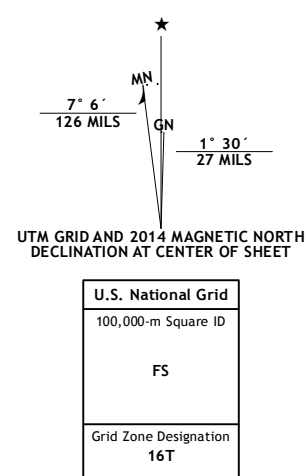 MN
7° 6´
126 MILS
GN
1° 30´
27 MILS
UTM GRID AND 2014 MAGNETIC NORTH
DECLINATION AT CENTER OF SHEET
U.S. National Grid
100,000-m Square ID
FS
Grid Zone Designation
16T